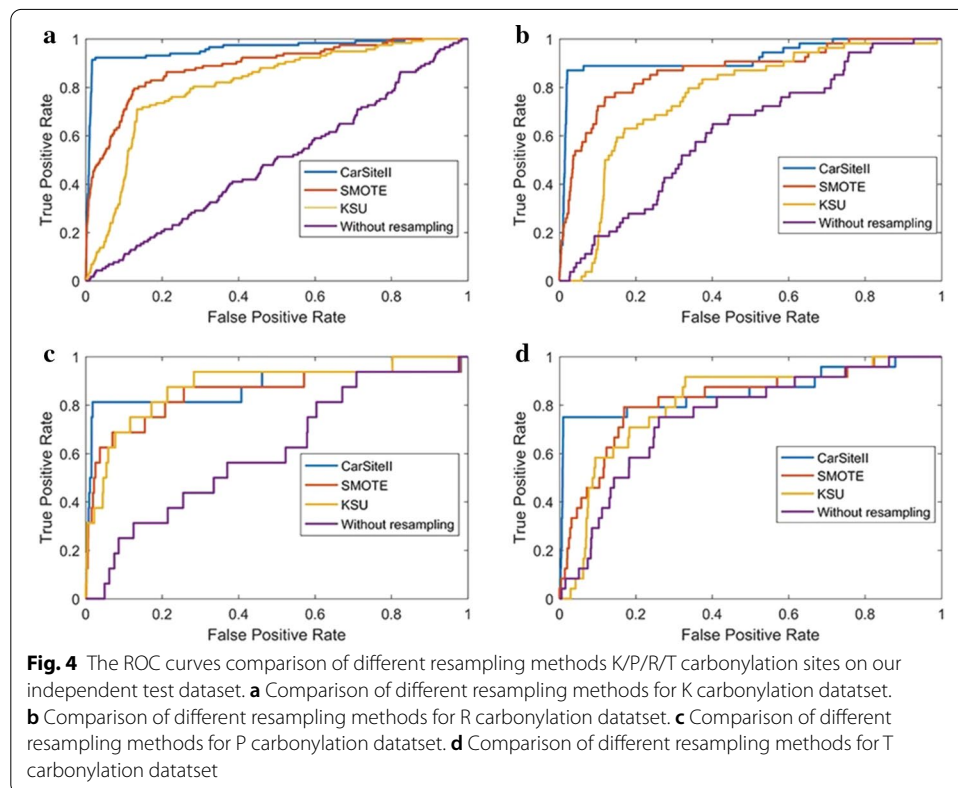 a
1
0.8
0.6
0.4
0.2
0
True Positive Rate
CarSiteII
SMOTE
KSU
Without resampling
0 0.2 0.4 0.6 0.8 1
False Positive Rate
b
1
0.8
0.6
0.4
0.2
0
True Positive Rate
CarSiteII
SMOTE
KSU
Without resampling
0 0.2 0.4 0.6 0.8 1
False Positive Rate
c
1
0.8
0.6
0.4
0.2
0
True Positive Rate
CarSiteII
SMOTE
KSU
Without resampling
0 0.2 0.4 0.6 0.8 1
False Positive Rate
d
1
0.8
0.6
0.4
0.2
0
True Positive Rate
CarSiteII
SMOTE
KSU
Without resampling
0 0.2 0.4 0.6 0.8 1
False Positive Rate
Fig. 4 The ROC curves comparison of different resampling methods K/P/R/T carbonylation sites on our
independent test dataset. a Comparison of different resampling methods for K carbonylation datatset.
b Comparison of different resampling methods for R carbonylation datatset. c Comparison of different
resampling methods for P carbonylation datatset. d Comparison of different resampling methods for T
carbonylation datatset